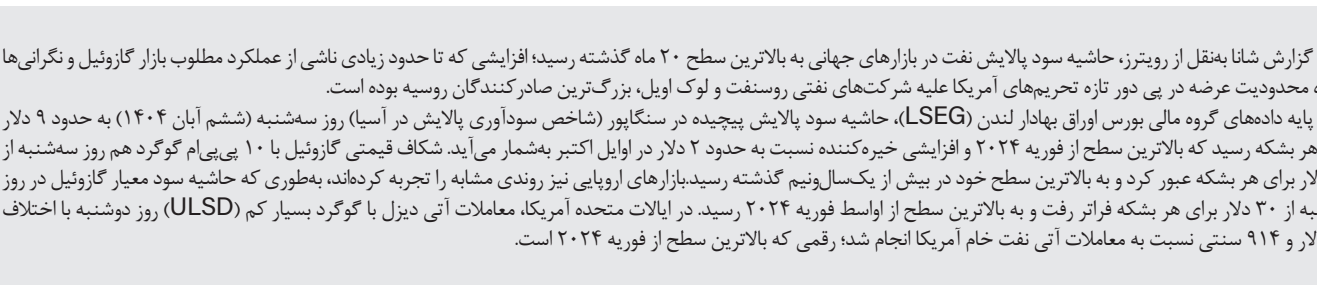 گزارش شانا به‌نقل از رویترز، حاشیه سود پالایش نفت در بازارهای جهانی به بالاترین سطح ۲۰ ماه گذشته رسید؛ افزایشی که تا حدود زیادی ناشی از عملکرد مطلوب بازار گازوئیل و نگرانی‌ها
محدودیت عرضه در پی دور تازه تحریم‌های آمریکا علیه شرکت‌های نفتی روسنفت و لوک اویل، بزرگ‌ترین صادرکنندگان روسیه بوده است.
پایه داده‌های گروه مالی بورس اوراق بهادار لندن (LSEG)، حاشیه سود پالایش پیچیده در سنگاپور (شاخص سودآوری پالایش در آسیا) روز سه‌شنبه (ششم آبان ۱۴۰۴) به حدود ۹ دلار
هر بشکه رسید که بالاترین سطح از فوریه ۲۰۲۴ و افزایشی خیره‌کننده نسبت به حدود ۲ دلار در اوایل اکتبر به‌شمار می‌آید. شکاف قیمتی گازوئیل با ۱۰ پی‌پی‌ام گوگرد هم روز سه‌شنبه از
لار برای هر بشکه عبور کرد و به بالاترین سطح خود در بیش از یک‌سال‌ونیم گذشته رسید.بازارهای اروپایی نیز روندی مشابه را تجربه کرده‌اند، به‌طوری که حاشیه سود معیار گازوئیل در روز
به از ۳۰ دلار برای هر بشکه فراتر رفت و به بالاترین سطح از اواسط فوریه ۲۰۲۴ رسید. در ایالات متحده آمریکا، معاملات آتی دیزل با گوگرد بسیار کم (ULSD) روز دوشنبه با اختلاف
لار و ۹۱۴ سنتی نسبت به معاملات آتی نفت خام آمریکا انجام شد؛ رقمی که بالاترین سطح از فوریه ۲۰۲۴ است.